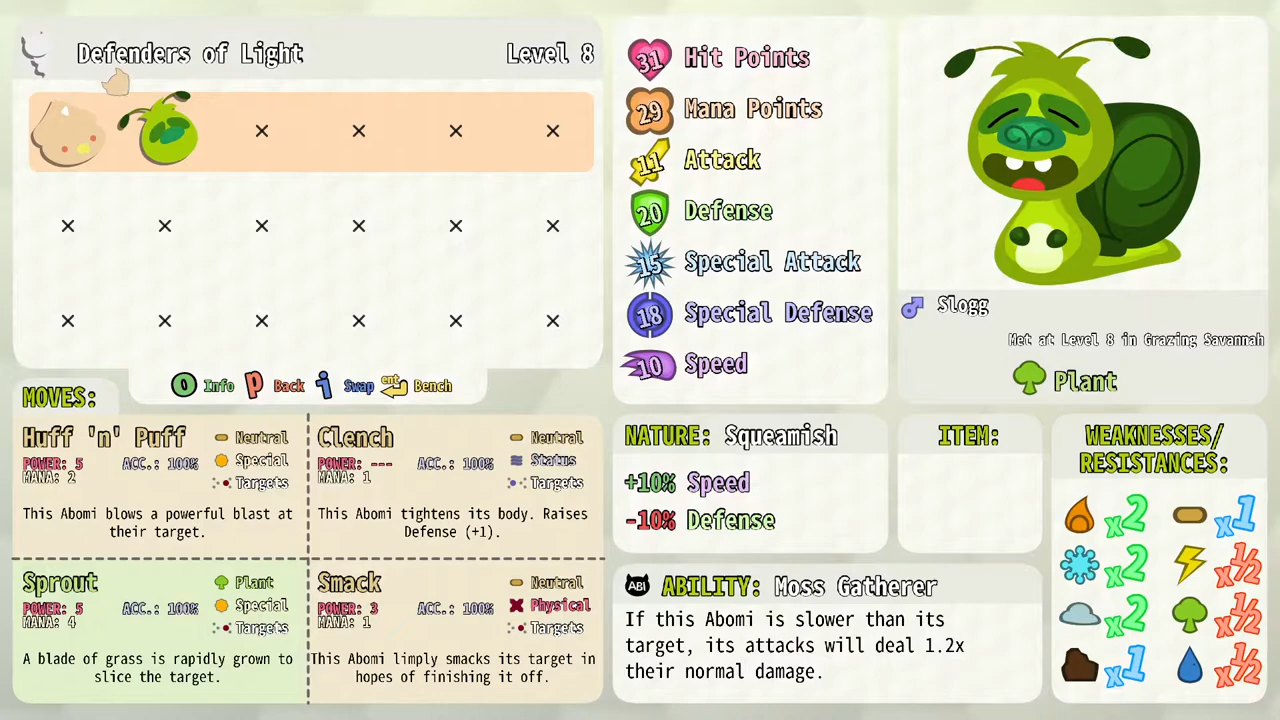 Defenders of Light
Level 8
× × × ×
× × × × × ×
× × × × × ×
O Info P Back i Swap ent Bench
MOVES:
Huff 'n' Puff
Neutral
POWER: 5
ACC.: 100%
Special
MANA: 2
Targets
This Abomi blows a powerful blast at
their target.
Clench
Neutral
POWER: ---
ACC.: 100%
Status
MANA: 1
Targets
This Abomi tightens its body. Raises
Defense (+1).
Sprout
Plant
POWER: 5
ACC.: 100%
Special
MANA: 4
Targets
A blade of grass is rapidly grown to
slice the target.
Smack
Neutral
POWER: 3
ACC.: 100%
Physical
MANA: 1
Targets
This Abomi limply smacks its target in
hopes of finishing it off.
31 Hit Points
29 Mana Points
11 Attack
20 Defense
15 Special Attack
18 Special Defense
10 Speed
Slogg
Met at Level 8 in Grazing Savannah
Plant
NATURE: Squeamish
+10% Speed
-10% Defense
ITEM:
ABI ABILITY: Moss Gatherer
If this Abomi is slower than its
target, its attacks will deal 1.2x
their normal damage.
WEAKNESSES/
RESISTANCES:
x2 x1
x2 x½
x2 x½
x1 x½